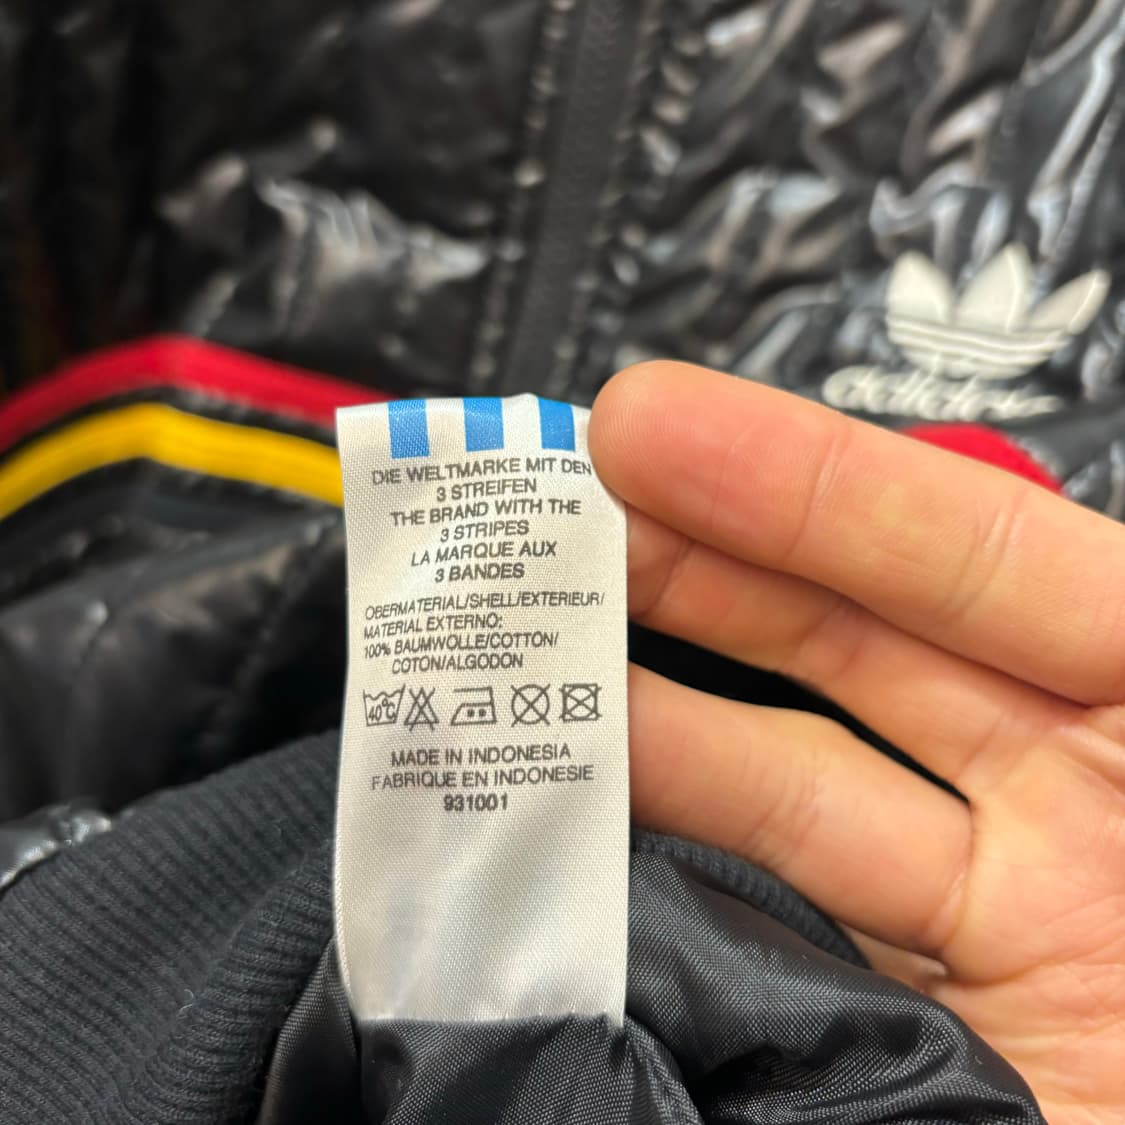 adidas
DIE WELTMARKE MIT DEN
3 STREIFEN
THE BRAND WITH THE
3 STRIPES
LA MARQUE AUX
3 BANDES
OBERMATERIAL/SHELL/EXTERIEUR/
MATERIAL EXTERNO:
100% BAUMWOLLE/COTTON/
COTON/ALGODON
40°C
MADE IN INDONESIA
FABRIQUE EN INDONESIE
931001